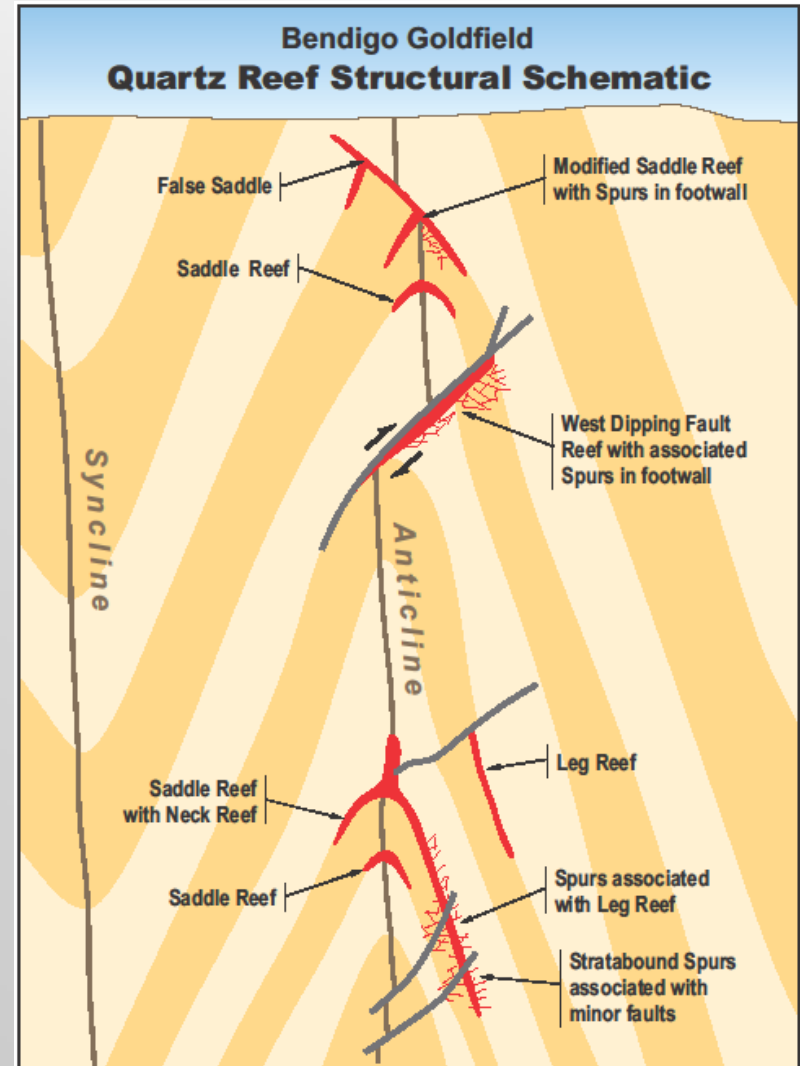 Bendigo Goldfield
Quartz Reef Structural Schematic
False Saddle
Modified Saddle Reef
with Spurs in footwall
Saddle Reef
West Dipping Fault
Reef with associated
Spurs in footwall
Syncline
Anticline
Leg Reef
Saddle Reef
with Neck Reef
Saddle Reef
Spurs associated
with Leg Reef
Stratabound Spurs
associated with
minor faults